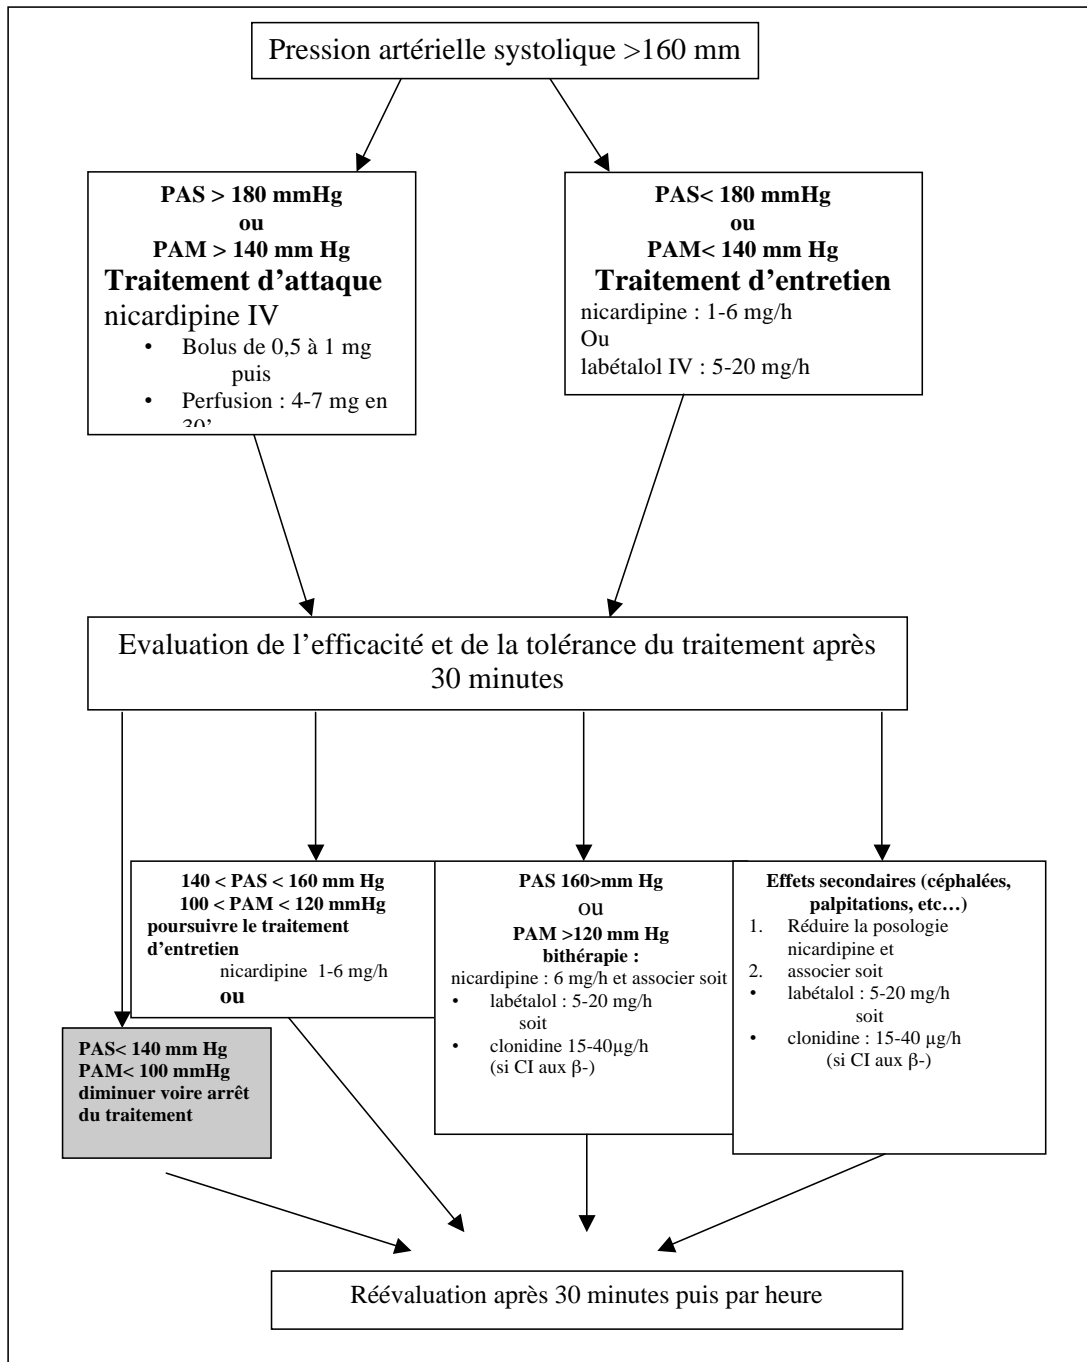 Pression artérielle systolique >160 mm
PAS > 180 mmHg
ou
PAM > 140 mm Hg
Traitement d’attaque
nicardipine IV
• Bolus de 0,5 à 1 mg
puis
• Perfusion : 4-7 mg en
30’
PAS< 180 mmHg
ou
PAM< 140 mm Hg
Traitement d’entretien
nicardipine : 1-6 mg/h
Ou
labétalol IV : 5-20 mg/h
Evaluation de l’efficacité et de la tolérance du traitement après
30 minutes
140 < PAS < 160 mm Hg
100 < PAM < 120 mmHg
poursuivre le traitement
d’entretien
nicardipine 1-6 mg/h
ou
PAS 160>mm Hg
ou
PAM >120 mm Hg
bithérapie :
nicardipine : 6 mg/h et associer soit
• labétalol : 5-20 mg/h
soit
• clonidine 15-40µg/h
(si CI aux β-)
Effets secondaires (céphalées,
palpitations, etc…)
1. Réduire la posologie
nicardipine et
2. associer soit
• labétalol : 5-20 mg/h
soit
• clonidine : 15-40 µg/h
(si CI aux β-)
PAS< 140 mm Hg
PAM< 100 mmHg
diminuer voire arrêt
du traitement
Réévaluation après 30 minutes puis par heure